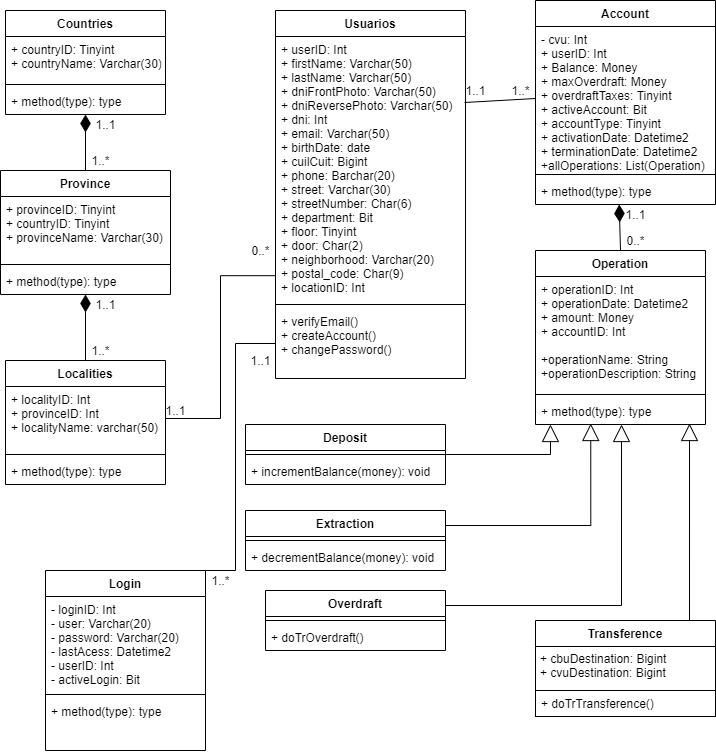 Countries
+ countryID: Tinyint
+ countryName: Varchar(30)
+ method(type): type
1..1
1..*
Province
+ provinceID: Tinyint
+ countryID: Tinyint
+ provinceName: Varchar(30)
+ method(type): type
1..1
1..*
Localities
+ localityID: Int
+ provinceID: Int
+ localityName: varchar(50)
+ method(type): type
1..1
0..*
Usuarios
+ userID: Int
+ firstName: Varchar(50)
+ lastName: Varchar(50)
+ dniFrontPhoto: Varchar(50)
+ dniReversePhoto: Varchar(50)
+ dni: Int
+ email: Varchar(50)
+ birthDate: date
+ cuilCuit: Bigint
+ phone: Barchar(20)
+ street: Varchar(30)
+ streetNumber: Char(6)
+ department: Bit
+ floor: Tinyint
+ door: Char(2)
+ neighborhood: Varchar(20)
+ postal_code: Char(9)
+ locationID: Int
+ verifyEmail()
+ createAccount()
+ changePassword()
1..1
1..*
1..1
1..*
Account
- cvu: Int
+ userID: Int
+ Balance: Money
+ maxOverdraft: Money
+ overdraftTaxes: Tinyint
+ activeAccount: Bit
+ accountType: Tinyint
+ activationDate: Datetime2
+ terminationDate: Datetime2
+allOperations: List(Operation)
+ method(type): type
1..1
0..*
Operation
+ operationID: Int
+ operationDate: Datetime2
+ amount: Money
+ accountID: Int
+operationName: String
+operationDescription: String
+ method(type): type
Deposit
+ incrementBalance(money): void
Extraction
+ decrementBalance(money): void
Overdraft
+ doTrOverdraft()
Transference
+ cbuDestination: Bigint
+ cvuDestination: Bigint
+ doTrTransference()
Login
- loginID: Int
- user: Varchar(20)
- password: Varchar(20)
- lastAcess: Datetime2
- userID: Int
- activeLogin: Bit
+ method(type): type